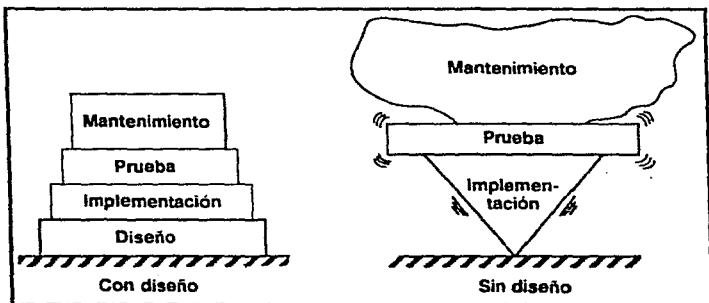 Mantenimiento
Prueba
Implementación
Diseño
Con diseño
Mantenimiento
Prueba
Implemen-
tación
Sin diseño